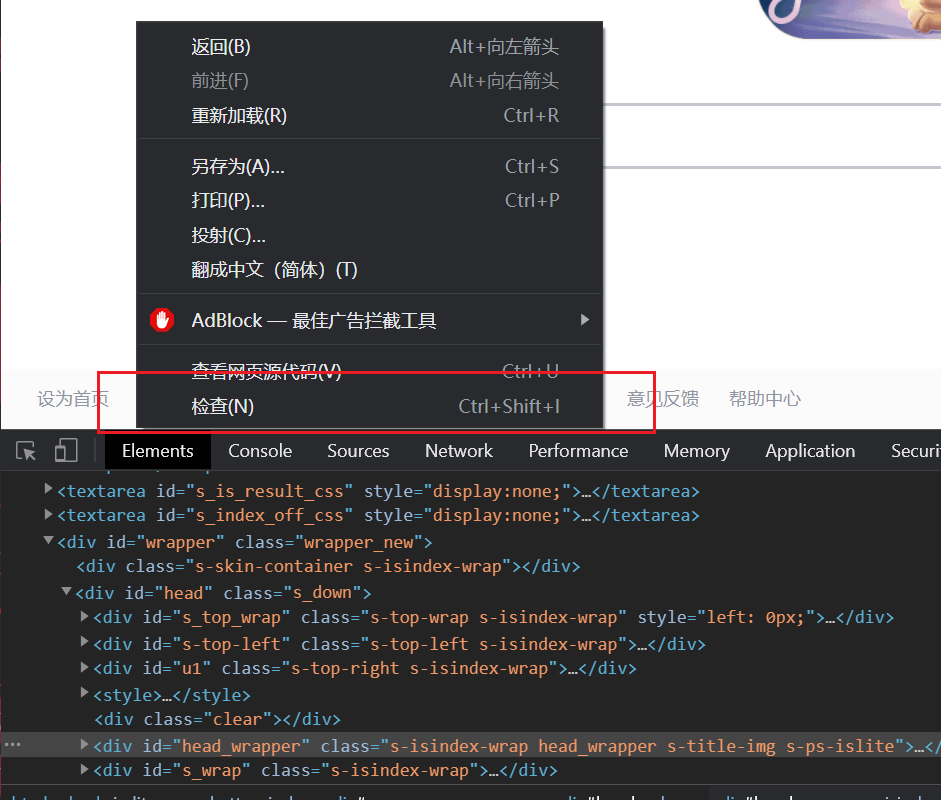 返回(B) Alt+向左箭头
前进(F) Alt+向右箭头
重新加载(R) Ctrl+R
另存为(A)... Ctrl+S
打印(P)... Ctrl+P
投射(C)...
翻成中文（简体）(T)
AdBlock — 最佳广告拦截工具
查看网页源代码(V) Ctrl+U
设为首页 检查(N) Ctrl+Shift+I 意见反馈 帮助中心
Elements Console Sources Network Performance Memory Application Securi
<textarea id="s_is_result_css" style="display:none;">…</textarea>
<textarea id="s_index_off_css" style="display:none;">…</textarea>
<div id="wrapper" class="wrapper_new">
<div class="s-skin-container s-isindex-wrap"></div>
<div id="head" class="s_down">
<div id="s_top_wrap" class="s-top-wrap s-isindex-wrap" style="left: 0px;">…</div>
<div id="s-top-left" class="s-top-left s-isindex-wrap">…</div>
<div id="u1" class="s-top-right s-isindex-wrap">…</div>
<style>…</style>
<div class="clear"></div>
<div id="head_wrapper" class="s-isindex-wrap head_wrapper s-title-img s-ps-islite">…</
<div id="s_wrap" class="s-isindex-wrap">…</div>